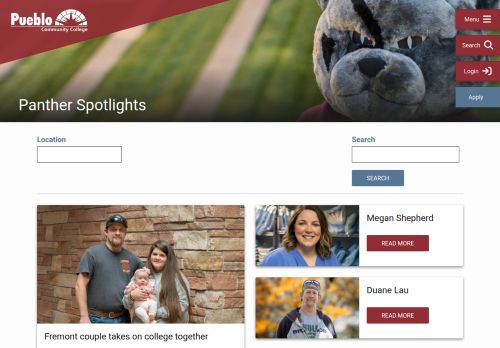 Pueblo
Community College
Menu
Search
Login
Apply
Panther Spotlights
Location
Search
SEARCH
Fremont couple takes on college together
Megan Shepherd
READ MORE
Duane Lau
READ MORE